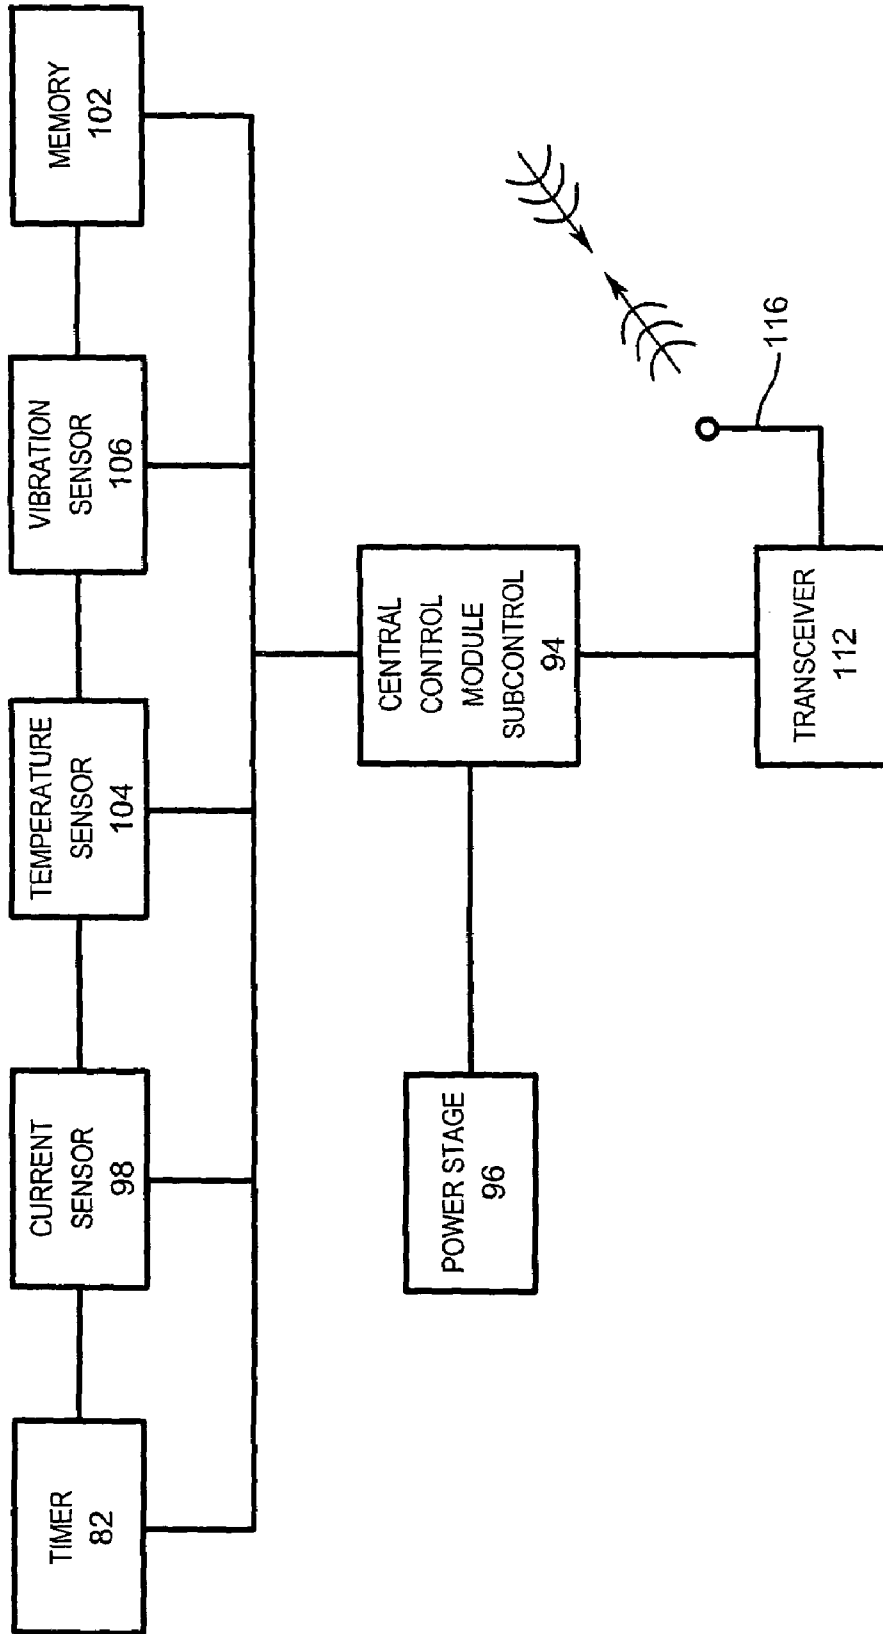 TIMER
82
CURRENT
SENSOR
98
TEMPERATURE
SENSOR
104
VIBRATION
SENSOR
106
MEMORY
102
POWER STAGE
96
CENTRAL
CONTROL
MODULE
SUBCONTROL
94
TRANSCEIVER
112
116